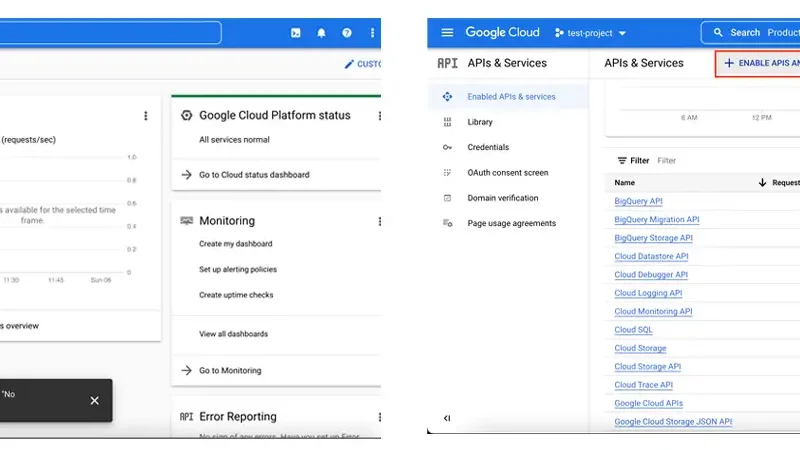 CUSTO
Google Cloud Platform status
All services normal
Go to Cloud status dashboard
(requests/sec)
1.0
0.8
0.6
s available for the selected time
frame.
0.4
0.2
0
11:30 11:45 Sun-06
s overview
Monitoring
Create my dashboard
Set up alerting policies
Create uptime checks
View all dashboards
Go to Monitoring
"No
API Error Reporting
No sign of any errors. Have you set up Error
Google Cloud test-project Search Product
API APIs & Services APIs & Services + ENABLE APIS AN
Enabled APIs & services
Library
Credentials
OAuth consent screen
Domain verification
Page usage agreements
6 AM 12 PM
Filter Filter
Name Request
BigQuery API
BigQuery Migration API
BigQuery Storage API
Cloud Datastore API
Cloud Debugger API
Cloud Logging API
Cloud Monitoring API
Cloud SQL
Cloud Storage
Cloud Storage API
Cloud Trace API
Google Cloud APIs
Google Cloud Storage JSON API